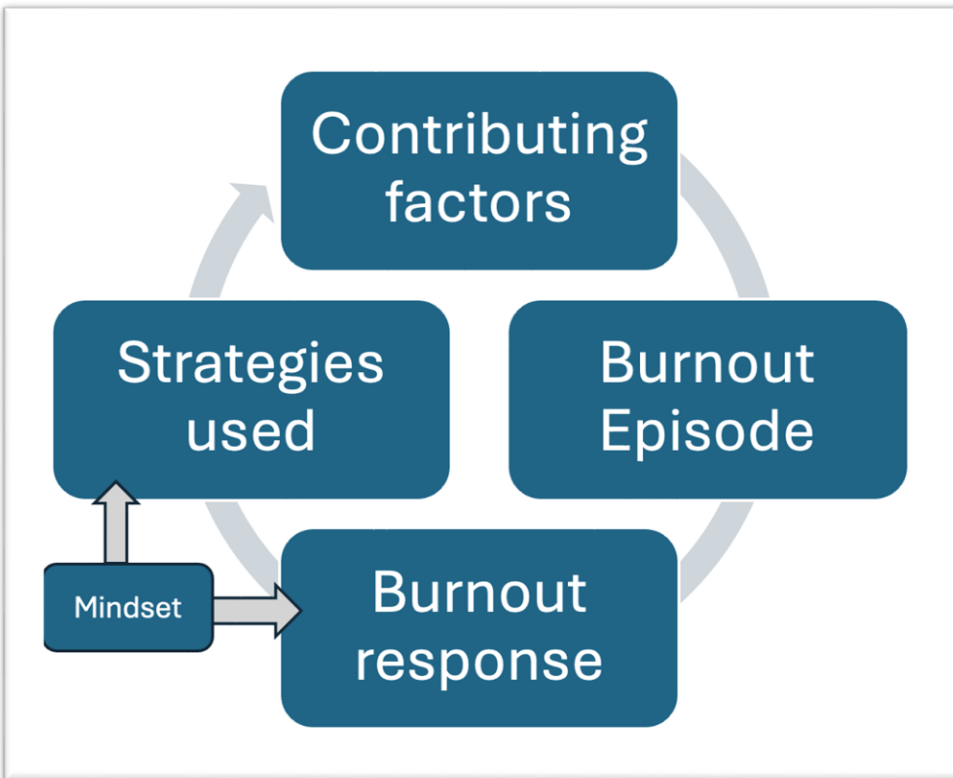 Contributing
factors
Burnout
Episode
Burnout
response
Strategies
used
Mindset